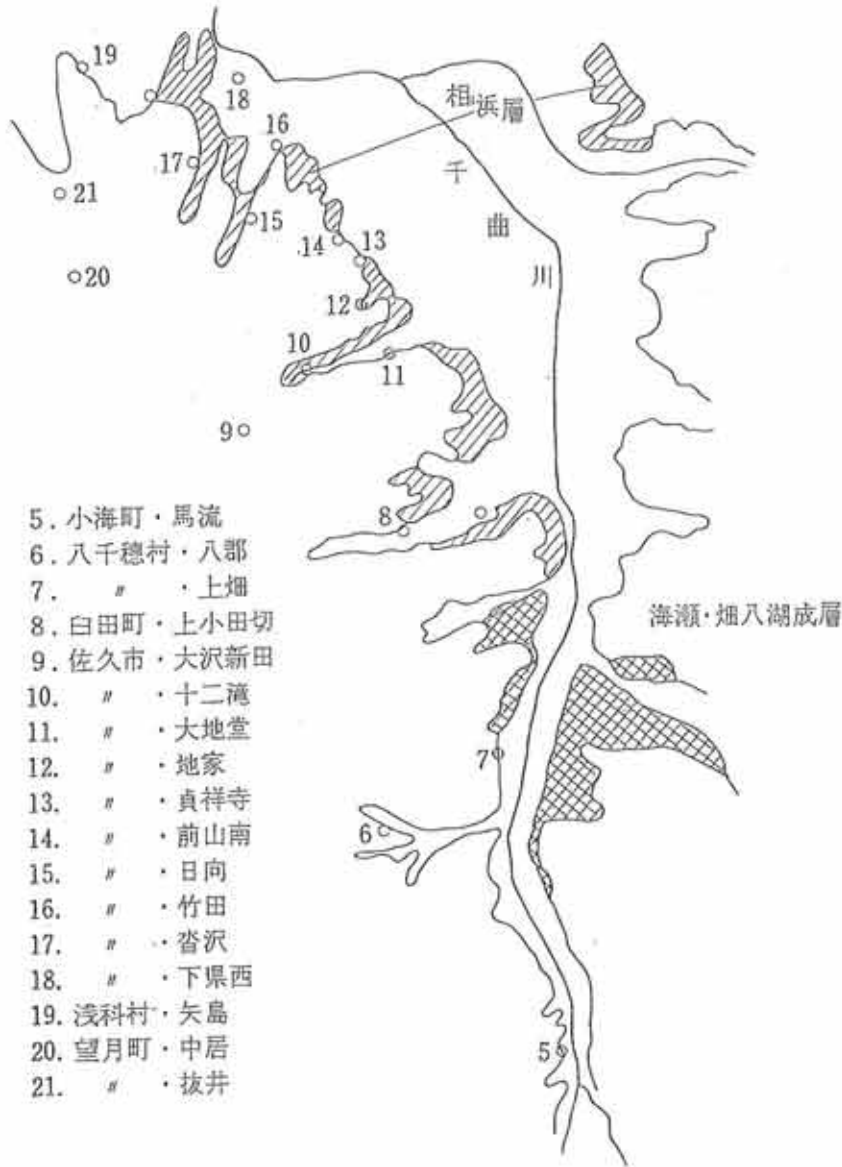 19
18
相浜層
16
千
曲
川
17
21
15
14
13
20
12
10
11
9
8
海瀬・畑八湖成層
7
6
5
5. 小海町・馬流
6. 八千穂村・八郡
7. 〃 ・上畑
8. 臼田町・上小田切
9. 佐久市・大沢新田
10. 〃 ・十二滝
11. 〃 ・大地堂
12. 〃 ・地家
13. 〃 ・貞祥寺
14. 〃 ・前山南
15. 〃 ・日向
16. 〃 ・竹田
17. 〃 ・沓沢
18. 〃 ・下県西
19. 浅科村・矢島
20. 望月町・中居
21. 〃 ・抜井